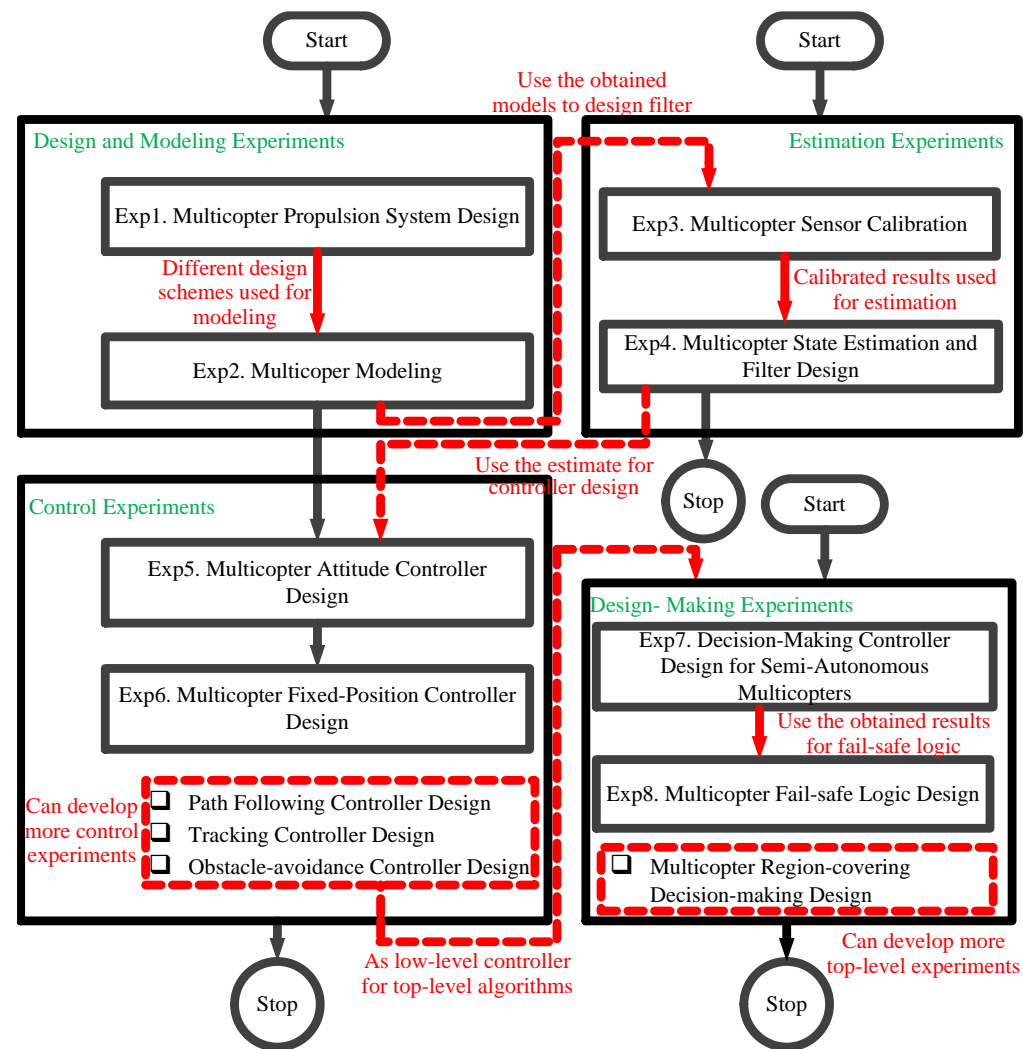 Start
Start
Use the obtained
models to design filter
Design and Modeling Experiments
Estimation Experiments
Exp1. Multicopter Propulsion System Design
Exp3. Multicopter Sensor Calibration
Different design
schemes used for
modeling
Calibrated results used
for estimation
Exp2. Multicoper Modeling
Exp4. Multicopter State Estimation and
Filter Design
Use the estimate for
controller design
Stop
Start
Control Experiments
Exp5. Multicopter Attitude Controller
Design
Exp6. Multicopter Fixed-Position Controller
Design
Can develop
more control
experiments
❑ Path Following Controller Design
❑ Tracking Controller Design
❑ Obstacle-avoidance Controller Design
As low-level controller
for top-level algorithms
Stop
Design- Making Experiments
Exp7. Decision-Making Controller
Design for Semi-Autonomous
Multicopters
Use the obtained results
for fail-safe logic
Exp8. Multicopter Fail-safe Logic Design
❑ Multicopter Region-covering
Decision-making Design
Can develop more
top-level experiments
Stop